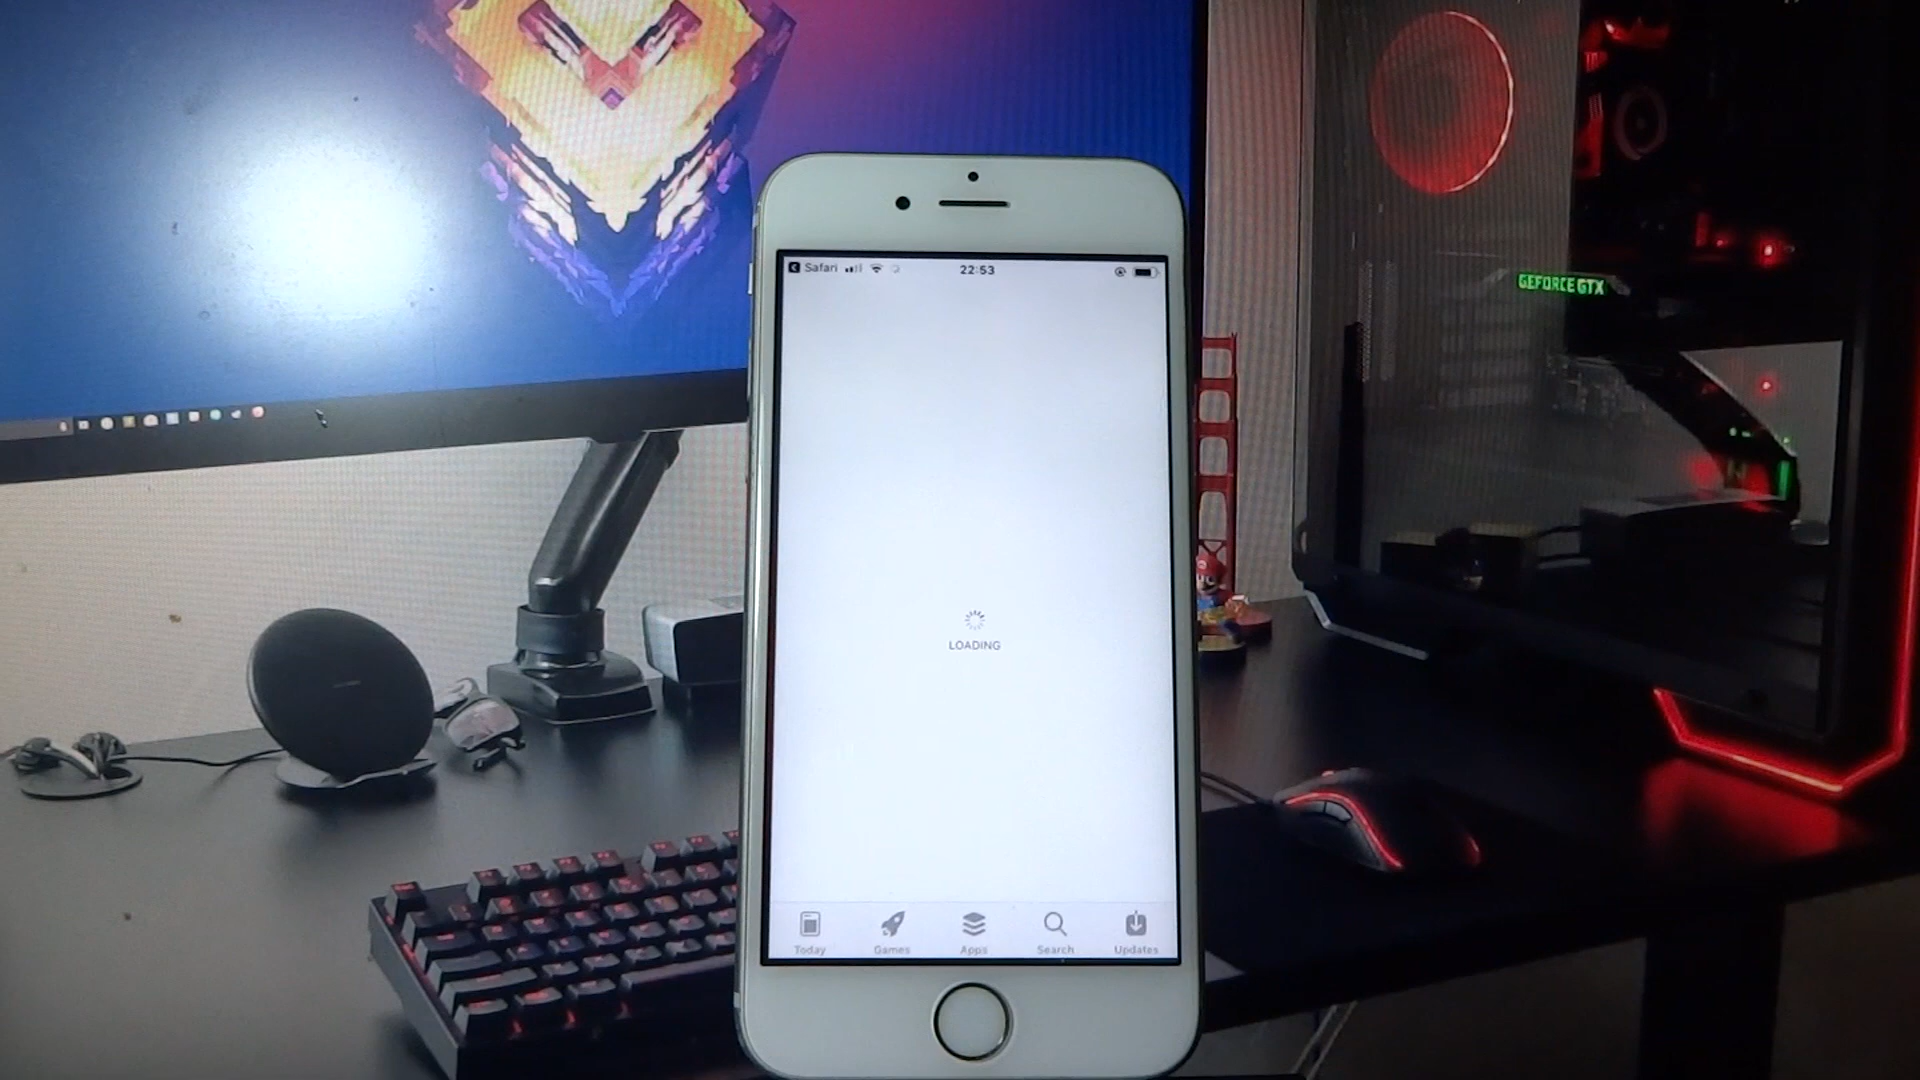 Safari
22:53
GEFORCE GTX
LOADING
Today
Games
Apps
Search
Updates